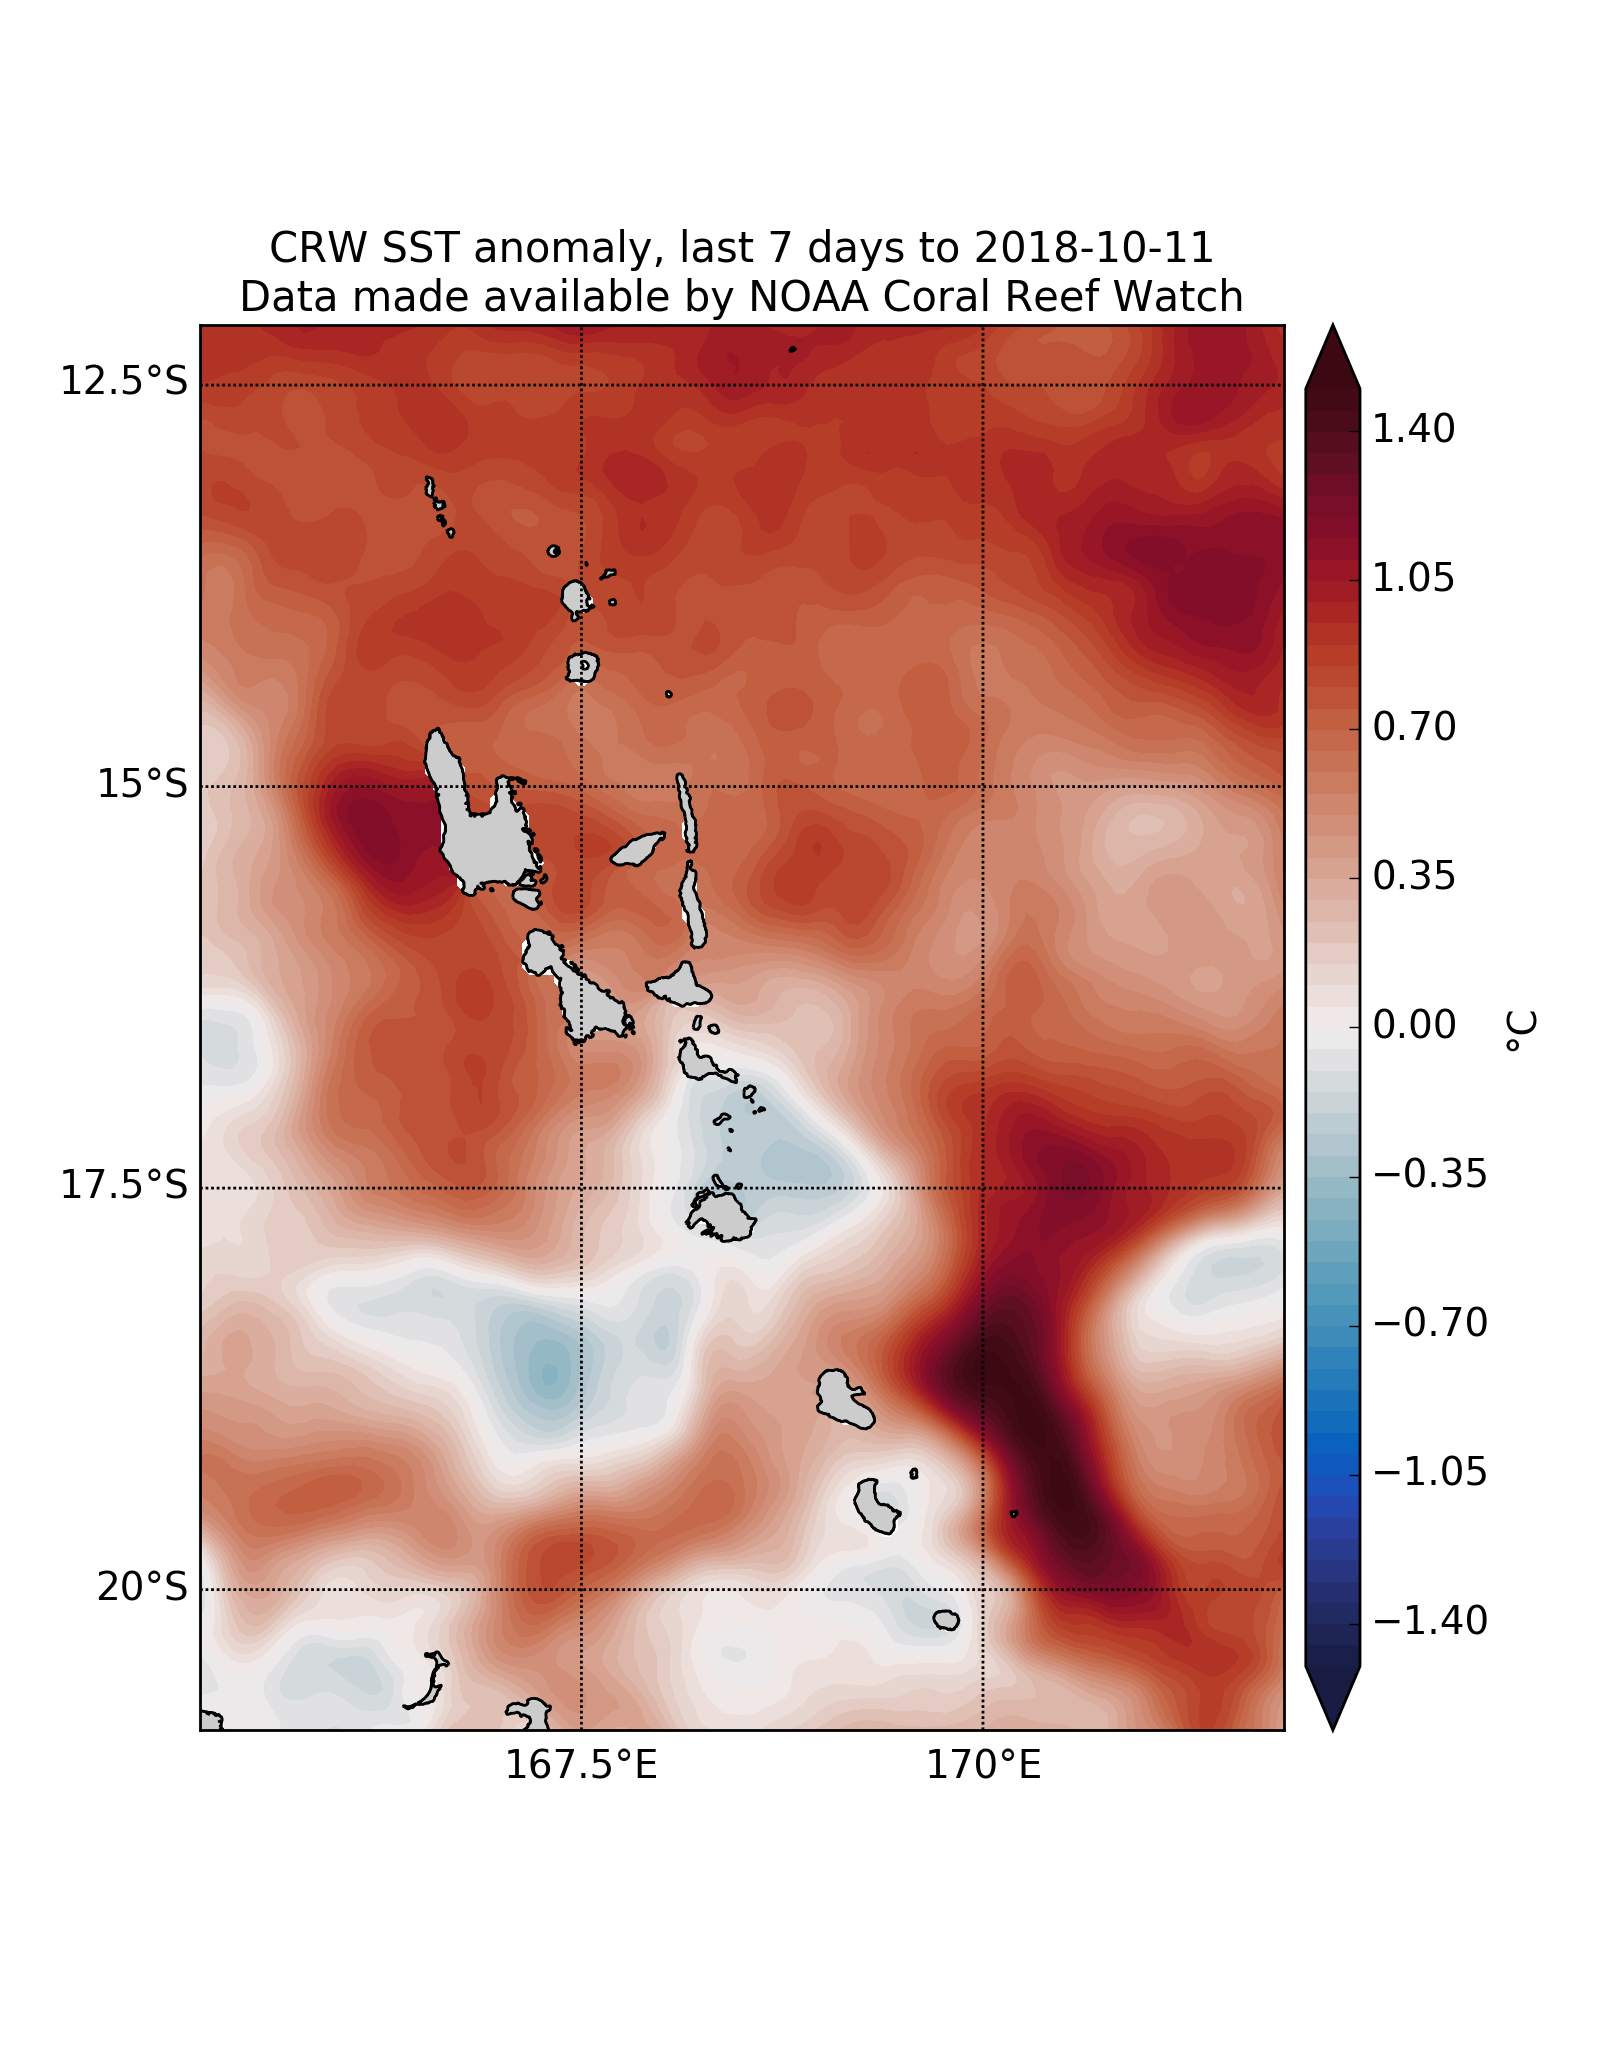 CRW SST anomaly, last 7 days to 2018-10-11
Data made available by NOAA Coral Reef Watch
12.5°S
15°S
17.5°S
20°S
167.5°E
170°E
1.40
1.05
0.70
0.35
0.00
−0.35
−0.70
−1.05
−1.40
°C